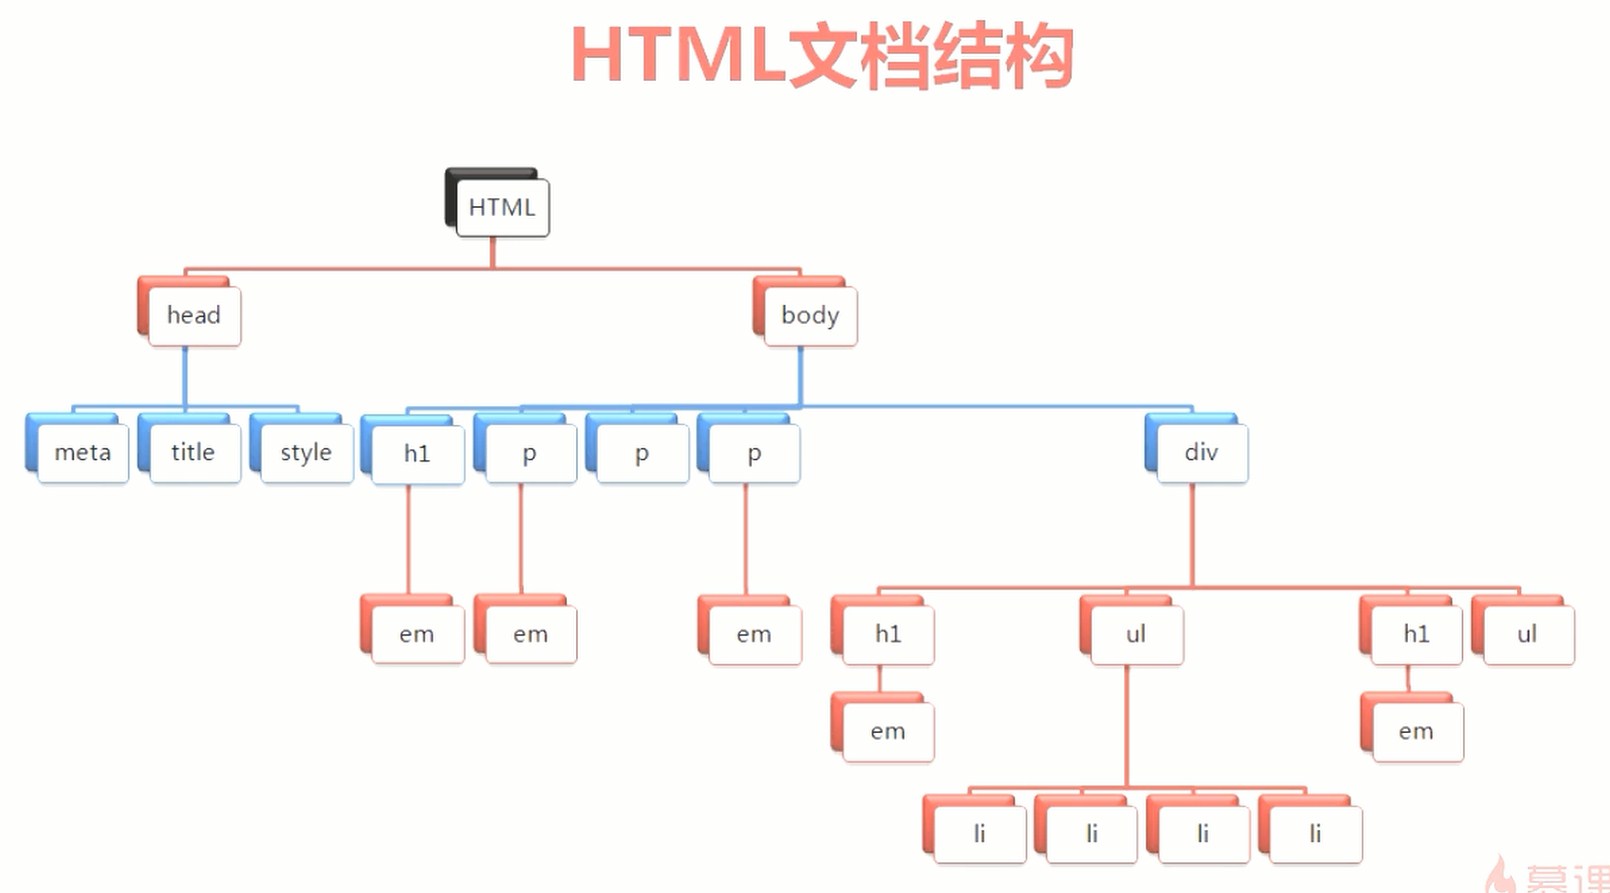 HTML文档结构
HTML
head
body
meta
title
style
h1
p
p
p
div
em
em
em
h1
ul
h1
ul
em
em
li
li
li
li
慕课